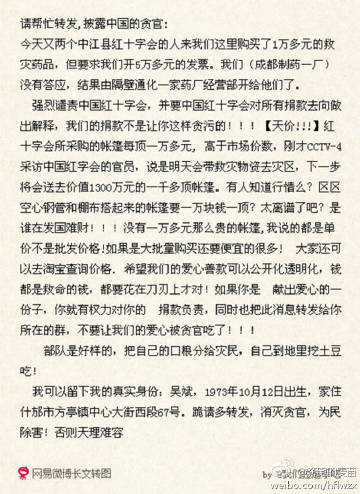 请帮忙转发,披露中国的贪官:
今天又两个中江县红十字会的人来我们这里购买了1万多元的救
灾药品，但要求我们开5万多元的发票。我们（成都制药一厂）
没有答应，结果由隔壁通化一家药厂经营部开给他们了。
强烈谴责中国红十字会，并要中国红十字会对所有捐款去向做
出解释，我们的捐款不是让你这样贪污的！！！【天价!!!】红
十字会所采购的帐篷每顶一万多元, 高于市场价数，刚才CCTV-4
采访中国红字会的官员，说是明天会带救灾物资去灾区，下一步
将会送去价值1300万元的一千多顶帐篷。有人知道行情么？区区
空心钢管和棚布搭起来的帐篷要一万块钱一顶？太离谱了吧？是
谁在发国难财！！！没有一万多元那么贵的帐篷,我说的都是单
价不是批发价格!如果是大批量购买还要便宜的很多! 大家还可
以去淘宝查询价格. 希望我们的爱心善款可以公开化透明化，钱
都是救命的钱，都要花在刀刃上才对！如果你是 献出爱心的一
份子，你就有权力对你的 捐款负责，同时也把此消息转发给你
所在的群，不要让我们的爱心被贪官吃了！！！
部队是好样的，把自己的口粮分给灾民，自己到地里挖土豆
吃！
我可以留下我的真实身份：吴斌，1973年10月12日出生，家住
什邡市方亭镇中心大街西段67号。跪请多转发，消灭贪官，为民
除害！否则天理难容
网易微博长文转图
weibo.com/hflwzx